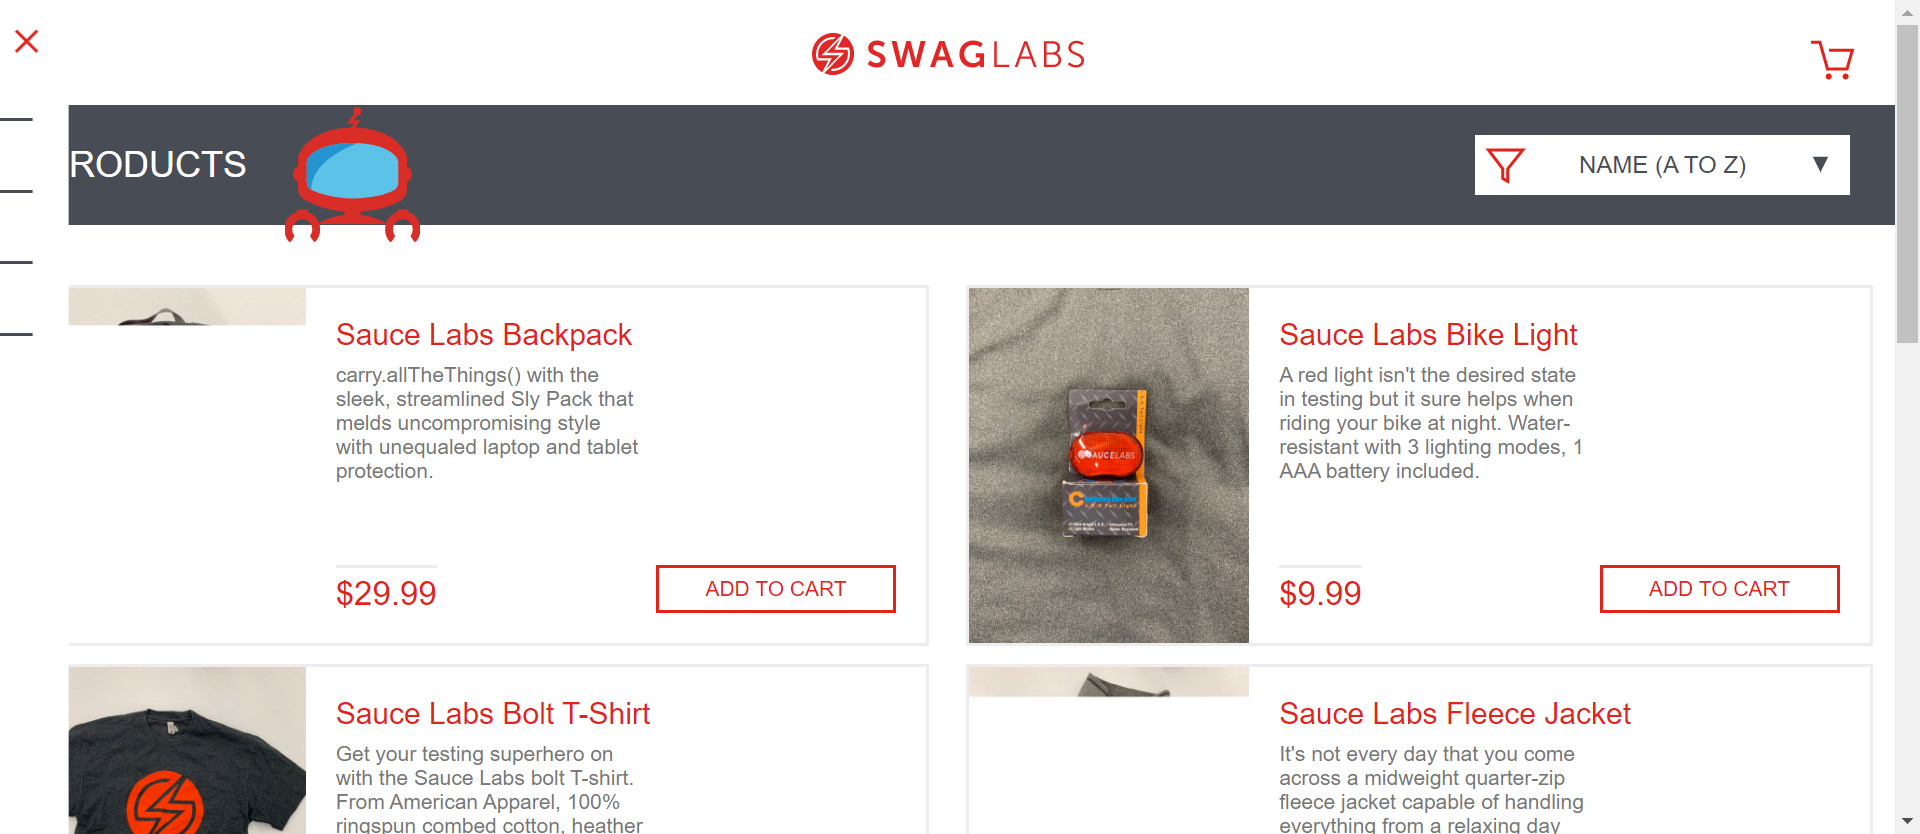 SWAGLABS
RODUCTS
NAME (A TO Z)
Sauce Labs Backpack
carry.allTheThings() with the
sleek, streamlined Sly Pack that
melds uncompromising style
with unequaled laptop and tablet
protection.
$29.99
ADD TO CART
SAUCELABS
Sauce Labs Bike Light
A red light isn't the desired state
in testing but it sure helps when
riding your bike at night. Water-
resistant with 3 lighting modes, 1
AAA battery included.
$9.99
ADD TO CART
Sauce Labs Bolt T-Shirt
Get your testing superhero on
with the Sauce Labs bolt T-shirt.
From American Apparel, 100%
ringspun combed cotton, heather
Sauce Labs Fleece Jacket
It's not every day that you come
across a midweight quarter-zip
fleece jacket capable of handling
everything from a relaxing day